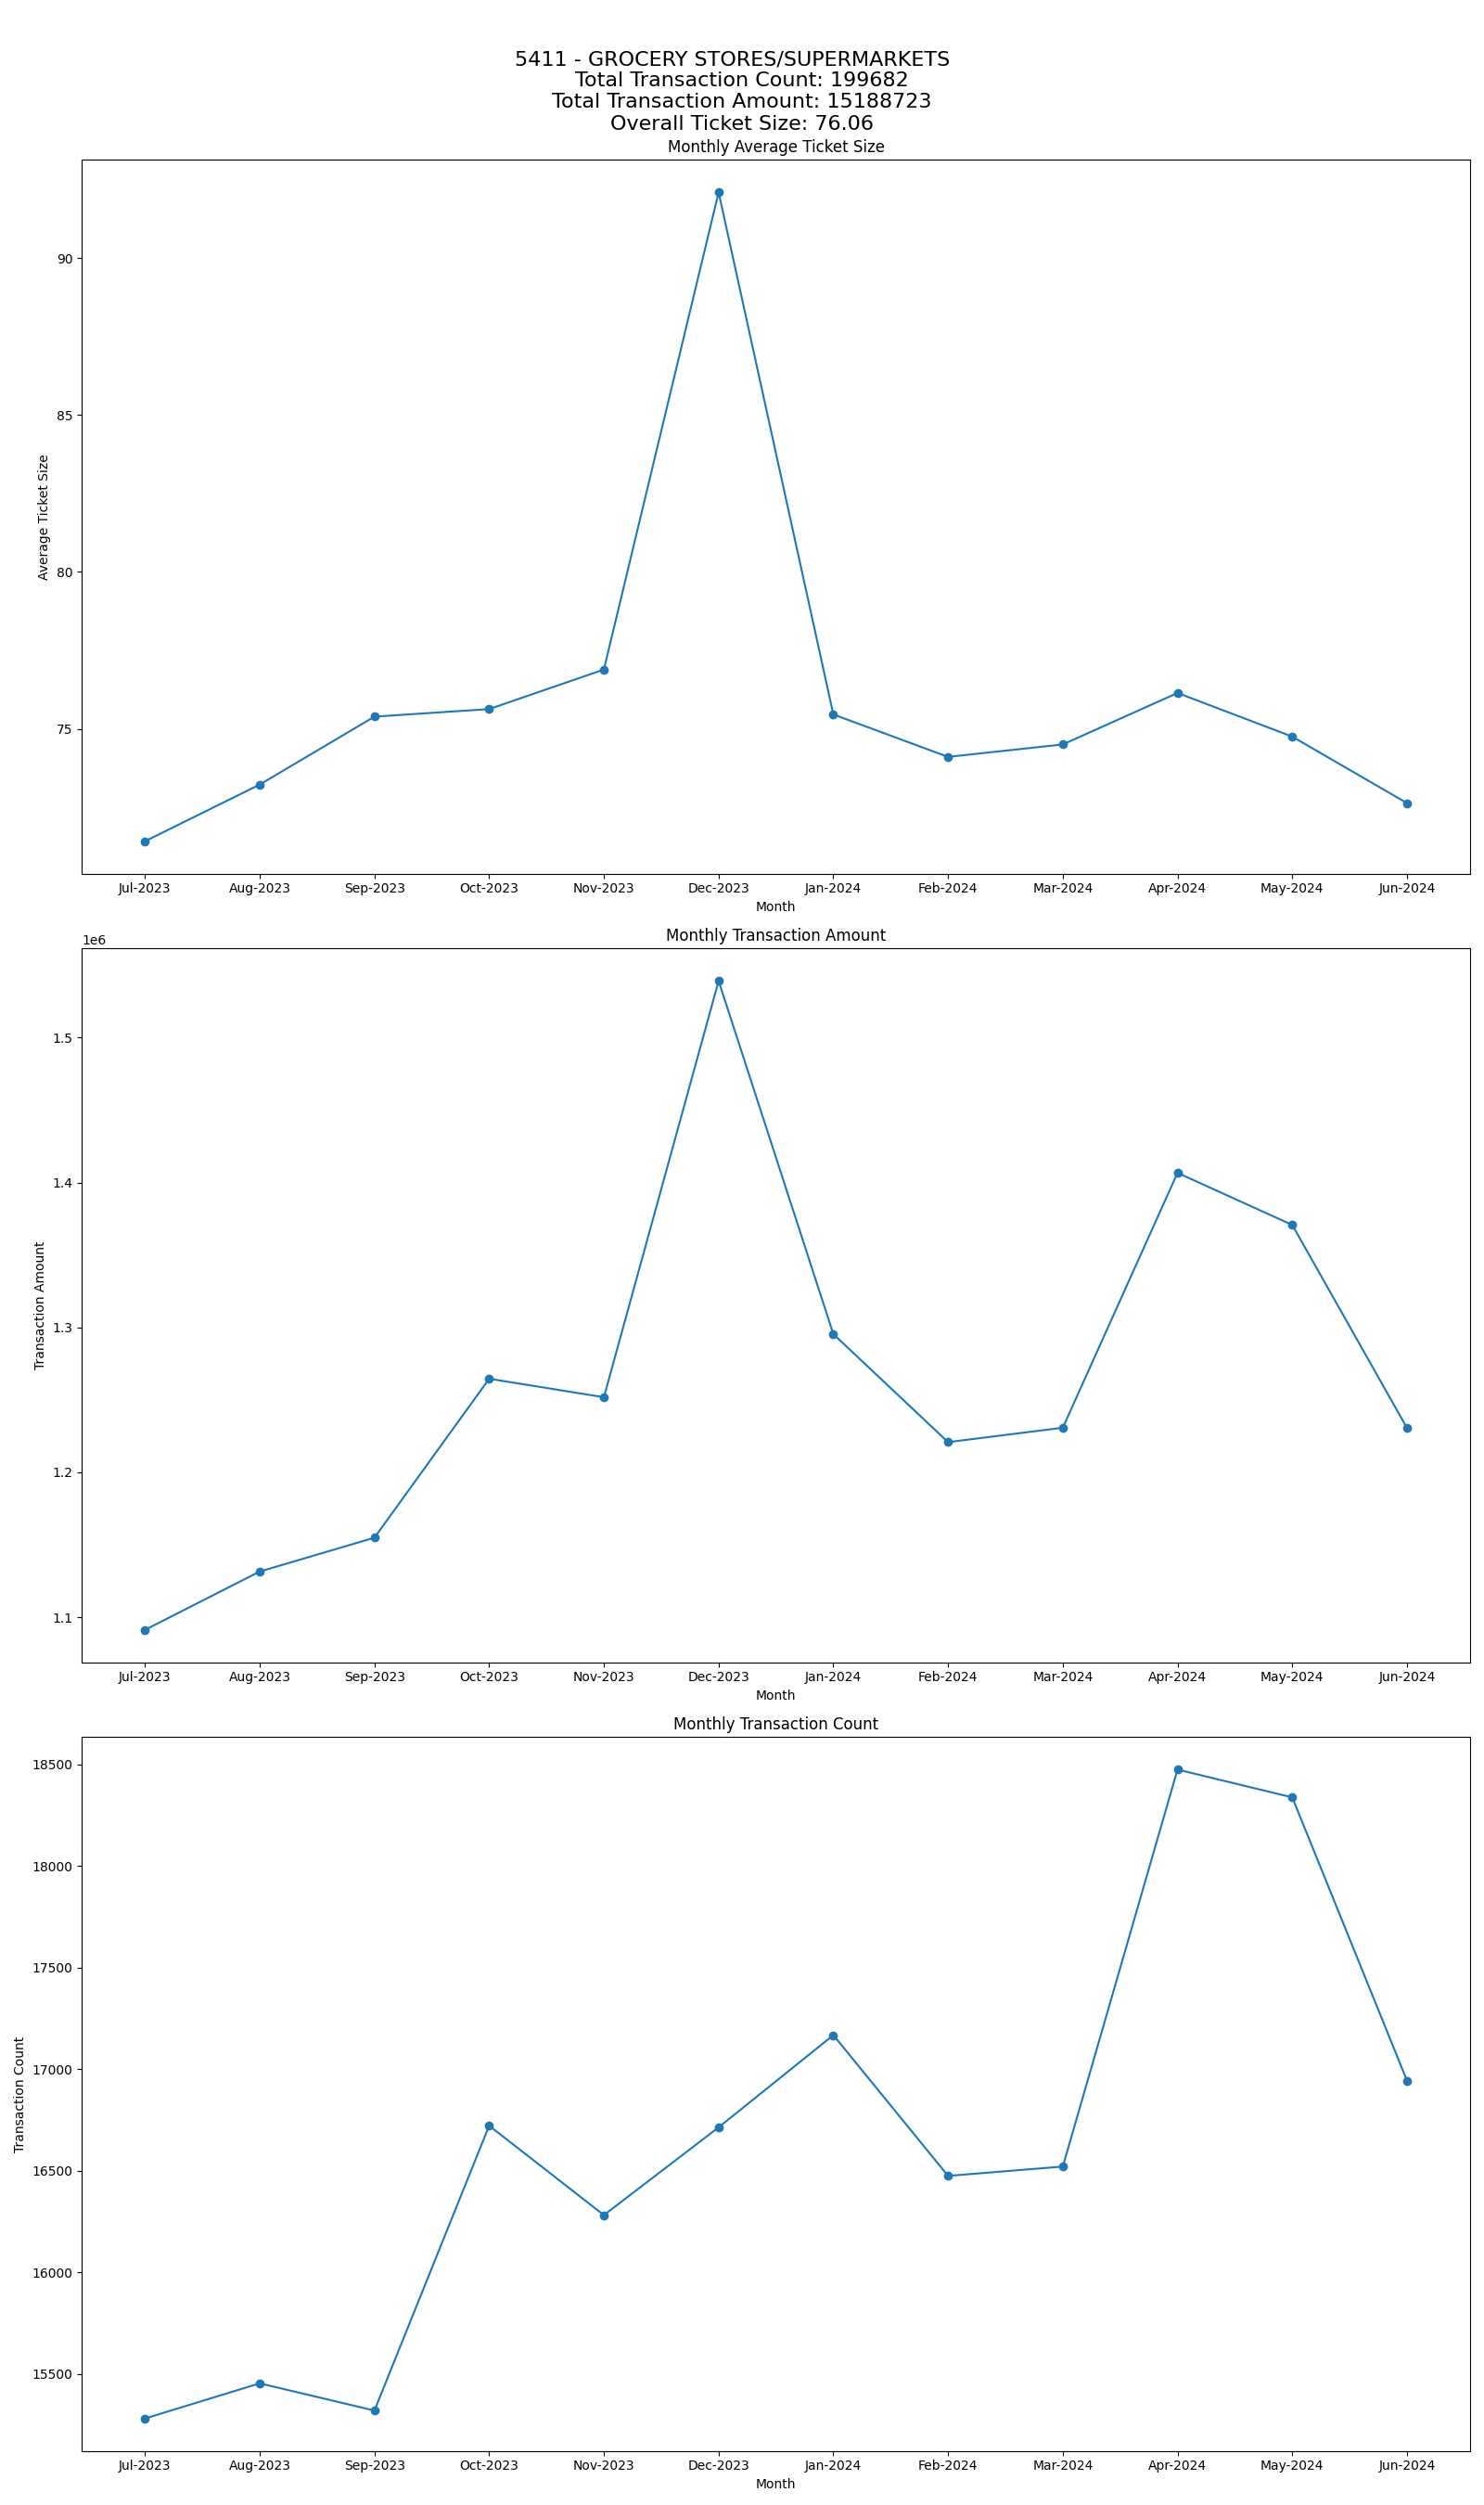 5411 - GROCERY STORES/SUPERMARKETS
Total Transaction Count: 199682
Total Transaction Amount: 15188723
Overall Ticket Size: 76.06
Monthly Average Ticket Size
90
85
80
75
Average Ticket Size
Jul-2023 Aug-2023 Sep-2023 Oct-2023 Nov-2023 Dec-2023 Jan-2024 Feb-2024 Mar-2024 Apr-2024 May-2024 Jun-2024
Month
1e6
Monthly Transaction Amount
1.5
1.4
1.3
1.2
1.1
Transaction Amount
Jul-2023 Aug-2023 Sep-2023 Oct-2023 Nov-2023 Dec-2023 Jan-2024 Feb-2024 Mar-2024 Apr-2024 May-2024 Jun-2024
Month
Monthly Transaction Count
18500
18000
17500
17000
16500
16000
15500
Transaction Count
Jul-2023 Aug-2023 Sep-2023 Oct-2023 Nov-2023 Dec-2023 Jan-2024 Feb-2024 Mar-2024 Apr-2024 May-2024 Jun-2024
Month